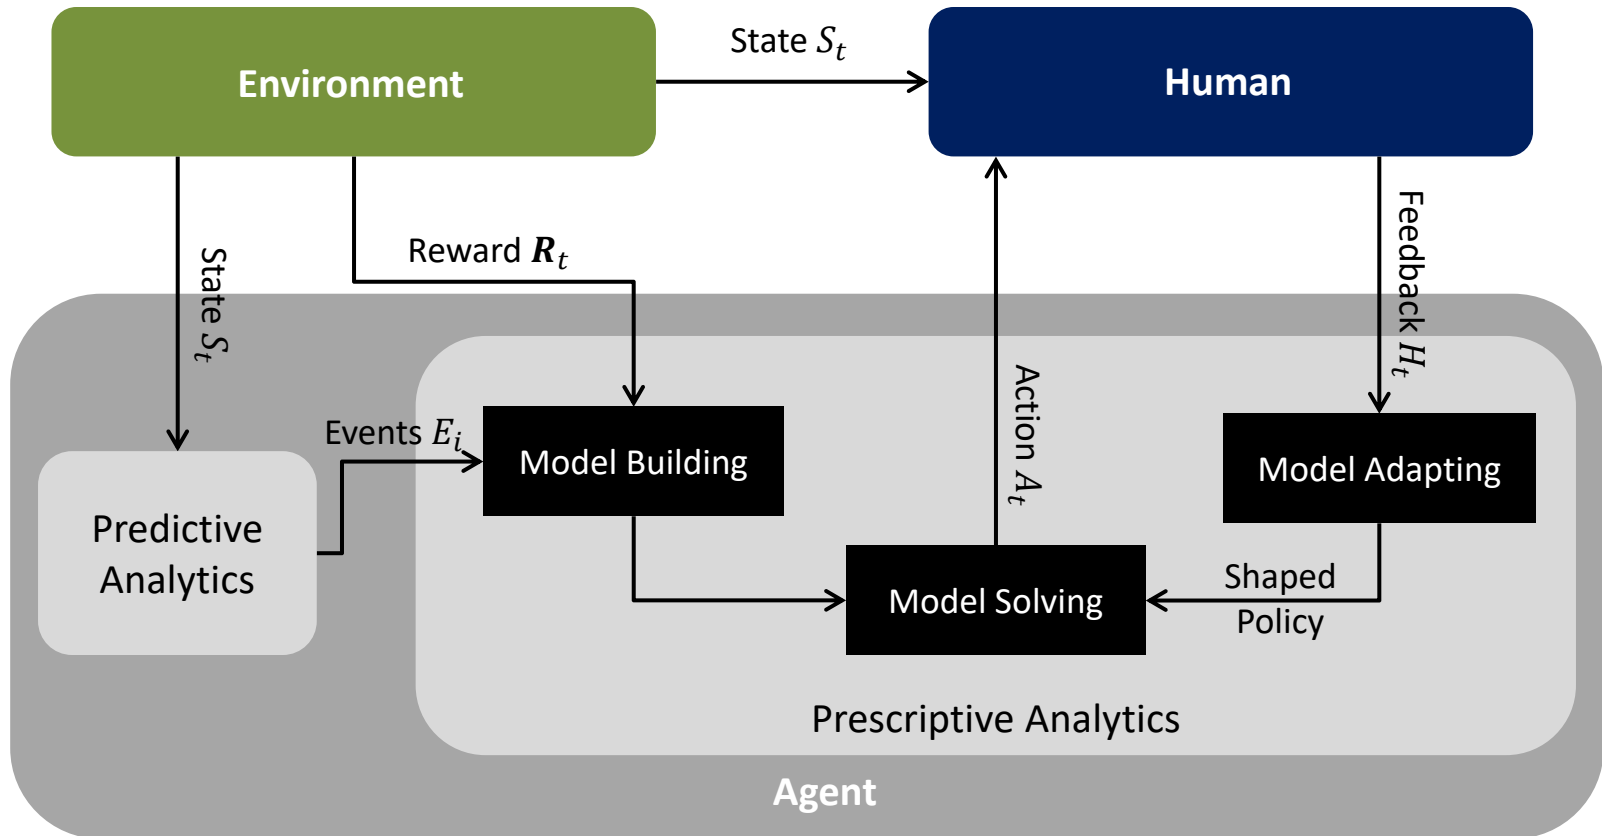 State S_t
Environment
Human
Reward R_t
State S_t
Feedback H_t
Action A_t
Events E_i
Model Building
Model Adapting
Predictive
Analytics
Model Solving
Shaped
Policy
Prescriptive Analytics
Agent